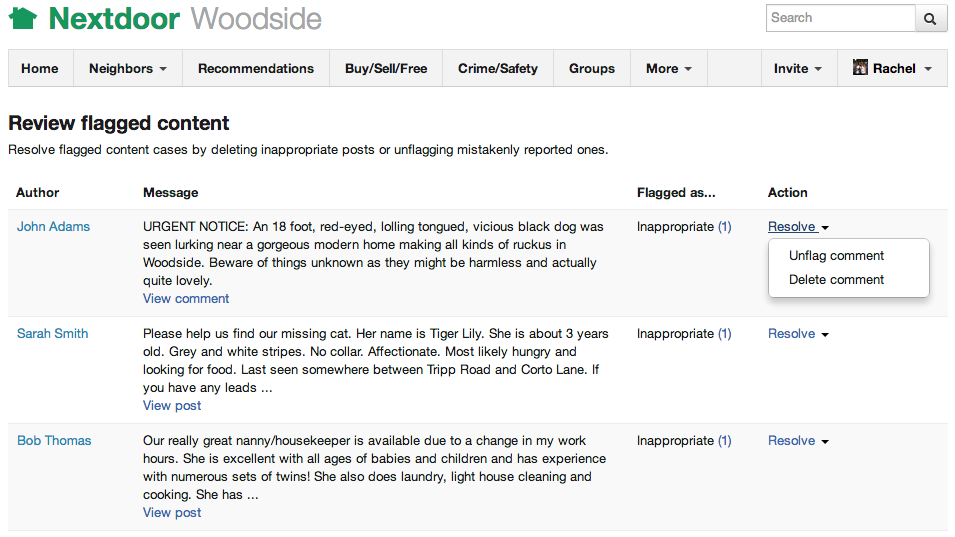 Nextdoor Woodside
Search
Home Neighbors Recommendations Buy/Sell/Free Crime/Safety Groups More Invite Rachel
Review flagged content
Resolve flagged content cases by deleting inappropriate posts or unflagging mistakenly reported ones.
Author Message Flagged as... Action
John Adams
URGENT NOTICE: An 18 foot, red-eyed, lolling tongued, vicious black dog was
seen lurking near a gorgeous modern home making all kinds of ruckus in
Woodside. Beware of things unknown as they might be harmless and actually
quite lovely.
View comment
Inappropriate (1)
Resolve
Unflag comment
Delete comment
Sarah Smith
Please help us find our missing cat. Her name is Tiger Lily. She is about 3 years
old. Grey and white stripes. No collar. Affectionate. Most likely hungry and
looking for food. Last seen somewhere between Tripp Road and Corto Lane. If
you have any leads ...
View post
Inappropriate (1)
Resolve
Bob Thomas
Our really great nanny/housekeeper is available due to a change in my work
hours. She is excellent with all ages of babies and children and has experience
with numerous sets of twins! She also does laundry, light house cleaning and
cooking. She has ...
View post
Inappropriate (1)
Resolve